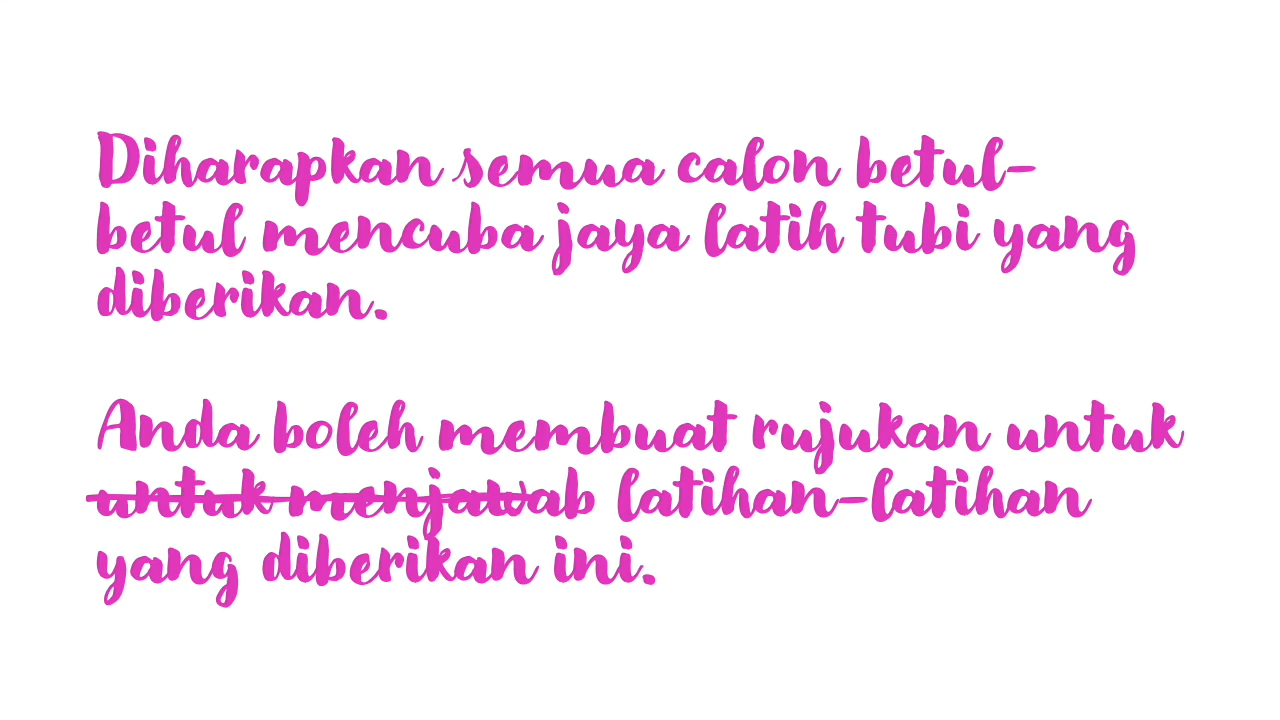 Diharapkan semua calon betul-
betul mencuba jaya latih tubi yang
diberikan.
Anda boleh membuat rujukan untuk
untuk menjawab latihan-latihan
yang diberikan ini.